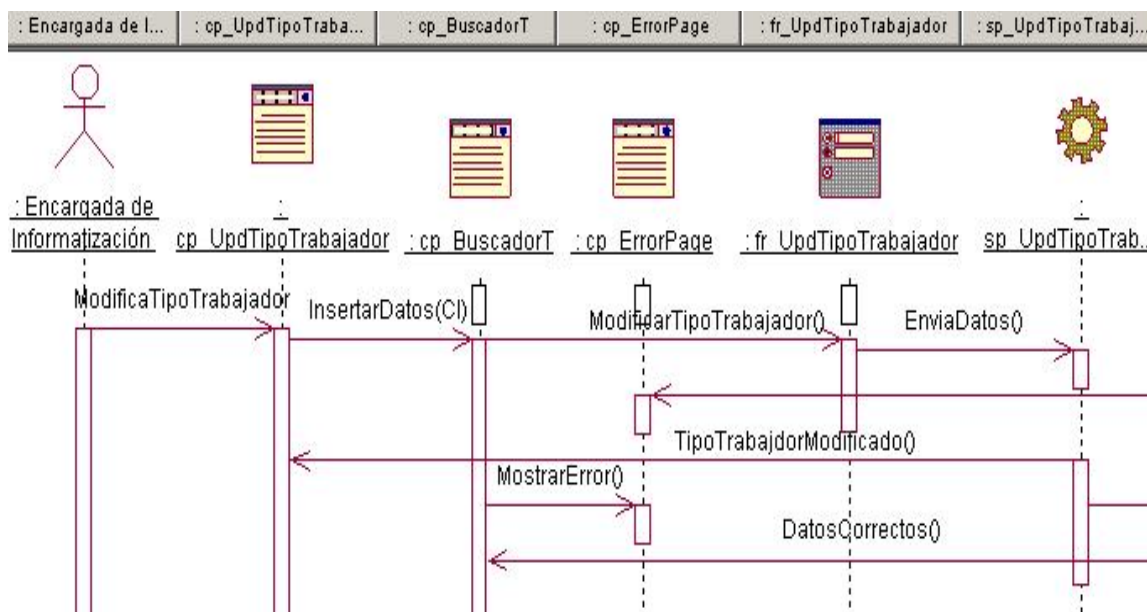 : Encargada de I...
: cp_UpdTipoTraba...
: cp_BuscadorT
: cp_ErrorPage
: fr_UpdTipoTrabajador
: sp_UpdTipoTrabaj...
: Encargada de
Informatización
:
cp_UpdTipoTrabajador
: cp_BuscadorT
: cp_ErrorPage
: fr_UpdTipoTrabajador
:
sp_UpdTipoTrab...
ModificaTipoTrabajador
InsertarDatos(CI)
ModificarTipoTrabajador()
EnviaDatos()
TipoTrabajdorModificado()
MostrarError()
DatosCorrectos()